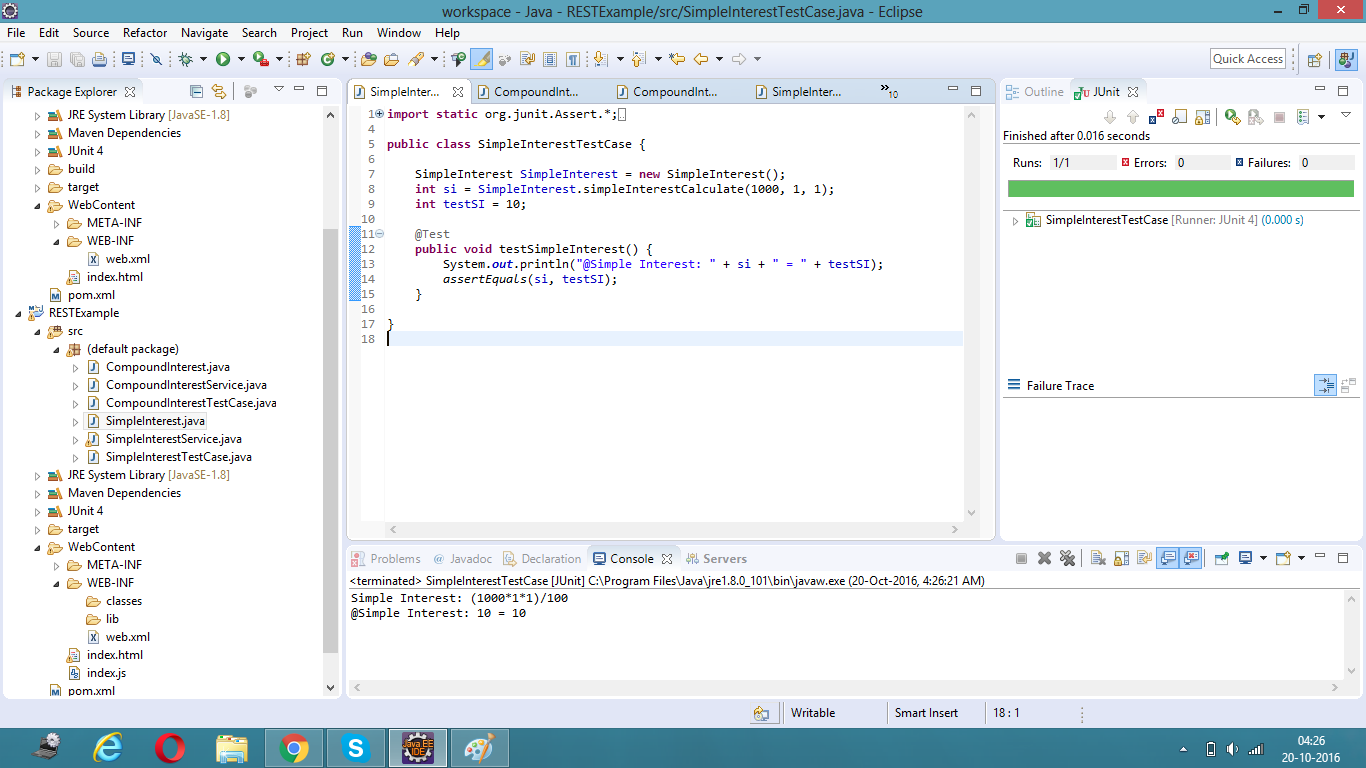 workspace - Java - RESTExample/src/SimpleInterestTestCase.java - Eclipse
File Edit Source Refactor Navigate Search Project Run Window Help
Quick Access
Package Explorer
JRE System Library [JavaSE-1.8]
Maven Dependencies
JUnit 4
build
target
WebContent
META-INF
WEB-INF
web.xml
index.html
pom.xml
RESTExample
src
(default package)
CompoundInterest.java
CompoundInterestService.java
CompoundInterestTestCase.java
SimpleInterest.java
SimpleInterestService.java
SimpleInterestTestCase.java
JRE System Library [JavaSE-1.8]
Maven Dependencies
JUnit 4
target
WebContent
META-INF
WEB-INF
classes
lib
web.xml
index.html
index.js
pom.xml
SimpleInter... CompoundInt... CompoundInt... SimpleInter... »10
1 import static org.junit.Assert.*;
4
5 public class SimpleInterestTestCase {
6
7 SimpleInterest SimpleInterest = new SimpleInterest();
8 int si = SimpleInterest.simpleInterestCalculate(1000, 1, 1);
9 int testSI = 10;
10
11 @Test
12 public void testSimpleInterest() {
13 System.out.println("@Simple Interest: " + si + " = " + testSI);
14 assertEquals(si, testSI);
15 }
16
17 }
18
Outline JUnit
Finished after 0.016 seconds
Runs: 1/1 Errors: 0 Failures: 0
SimpleInterestTestCase [Runner: JUnit 4] (0.000 s)
Failure Trace
Problems @ Javadoc Declaration Console Servers
<terminated> SimpleInterestTestCase [JUnit] C:\Program Files\Java\jre1.8.0_101\bin\javaw.exe (20-Oct-2016, 4:26:21 AM)
Simple Interest: (1000*1*1)/100
@Simple Interest: 10 = 10
Writable Smart Insert 18 : 1
Java EE
IDE
04:26
20-10-2016